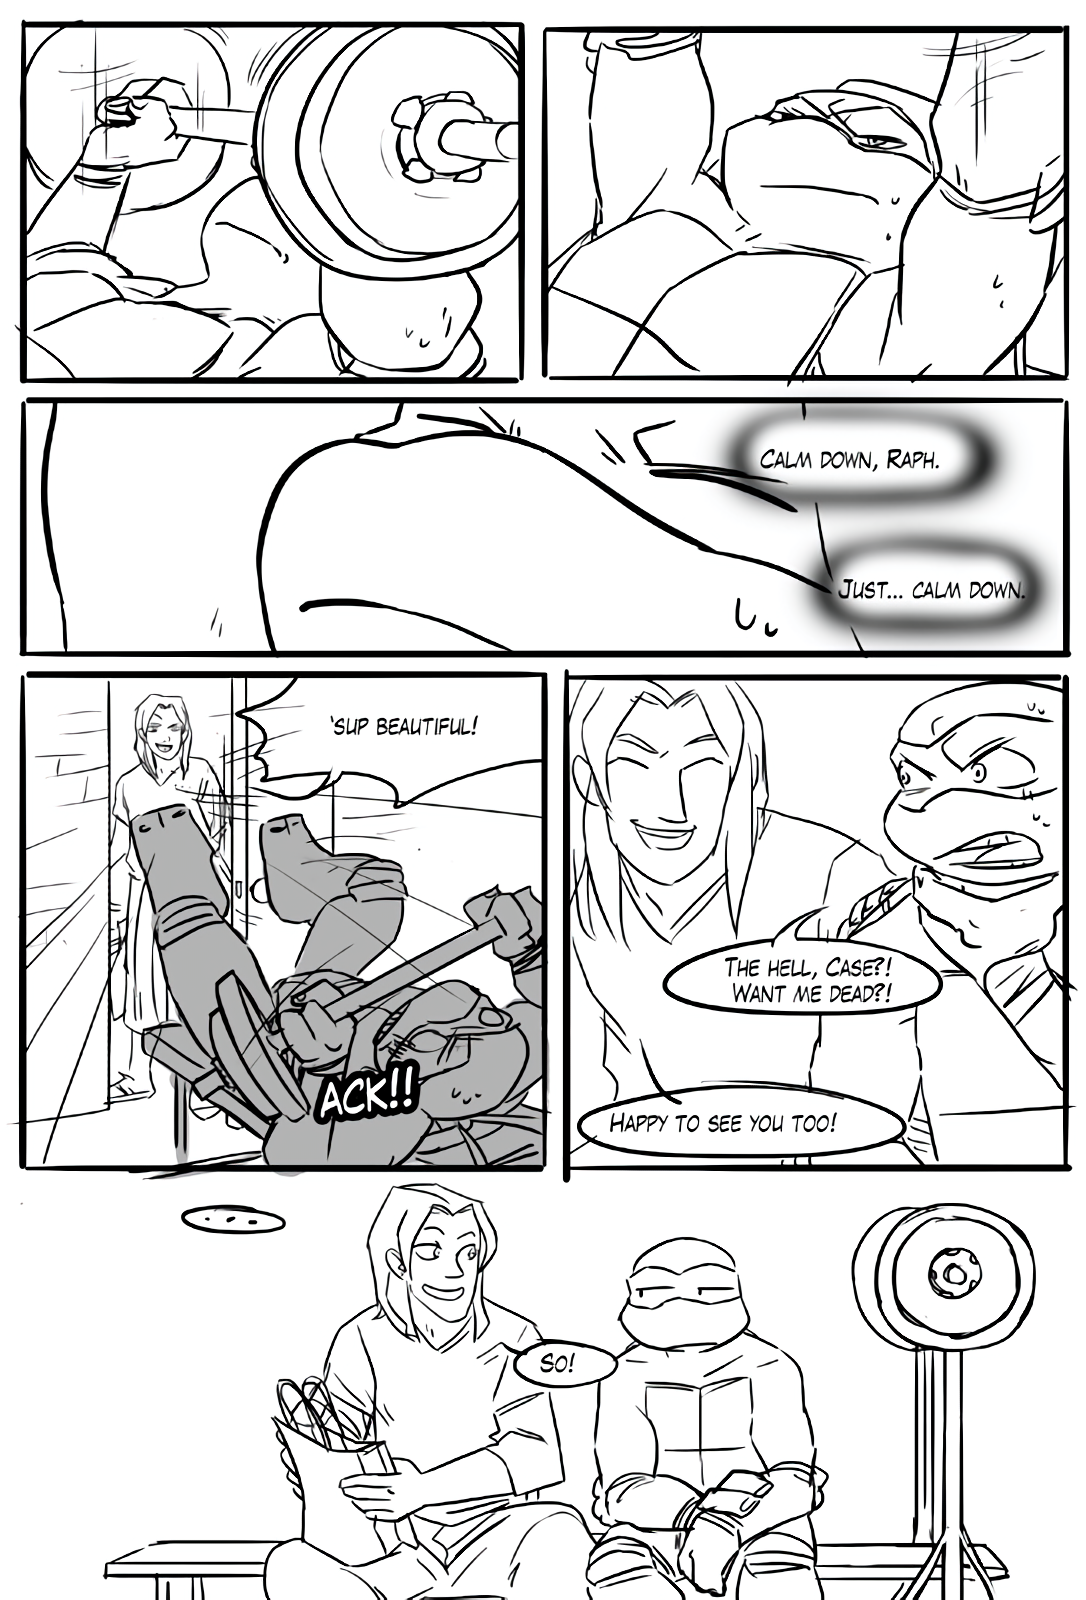 CALM DOWN, RAPH.
JUST... CALM DOWN.
'SUP BEAUTIFUL!
ACK!!
THE HELL, CASE?!
WANT ME DEAD?!
HAPPY TO SEE YOU TOO!
....
SO!